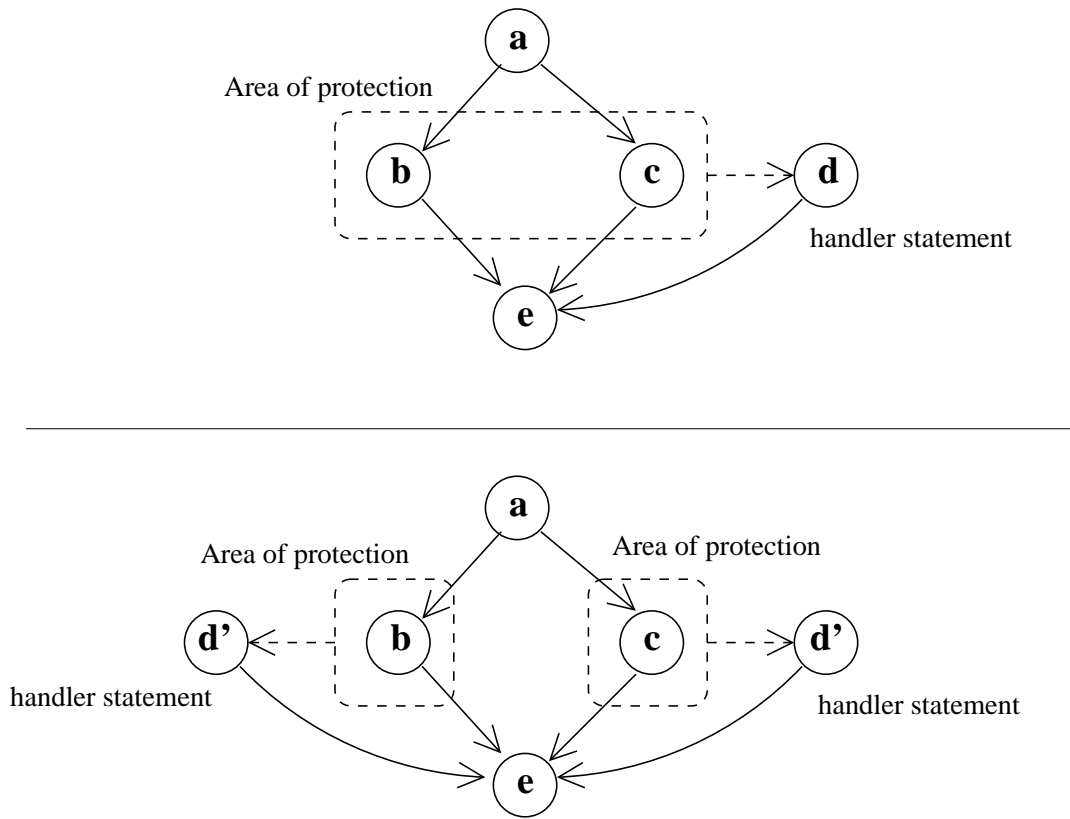 a
Area of protection
b
c
d
handler statement
e
a
Area of protection
Area of protection
d’
b
c
d’
handler statement
handler statement
e